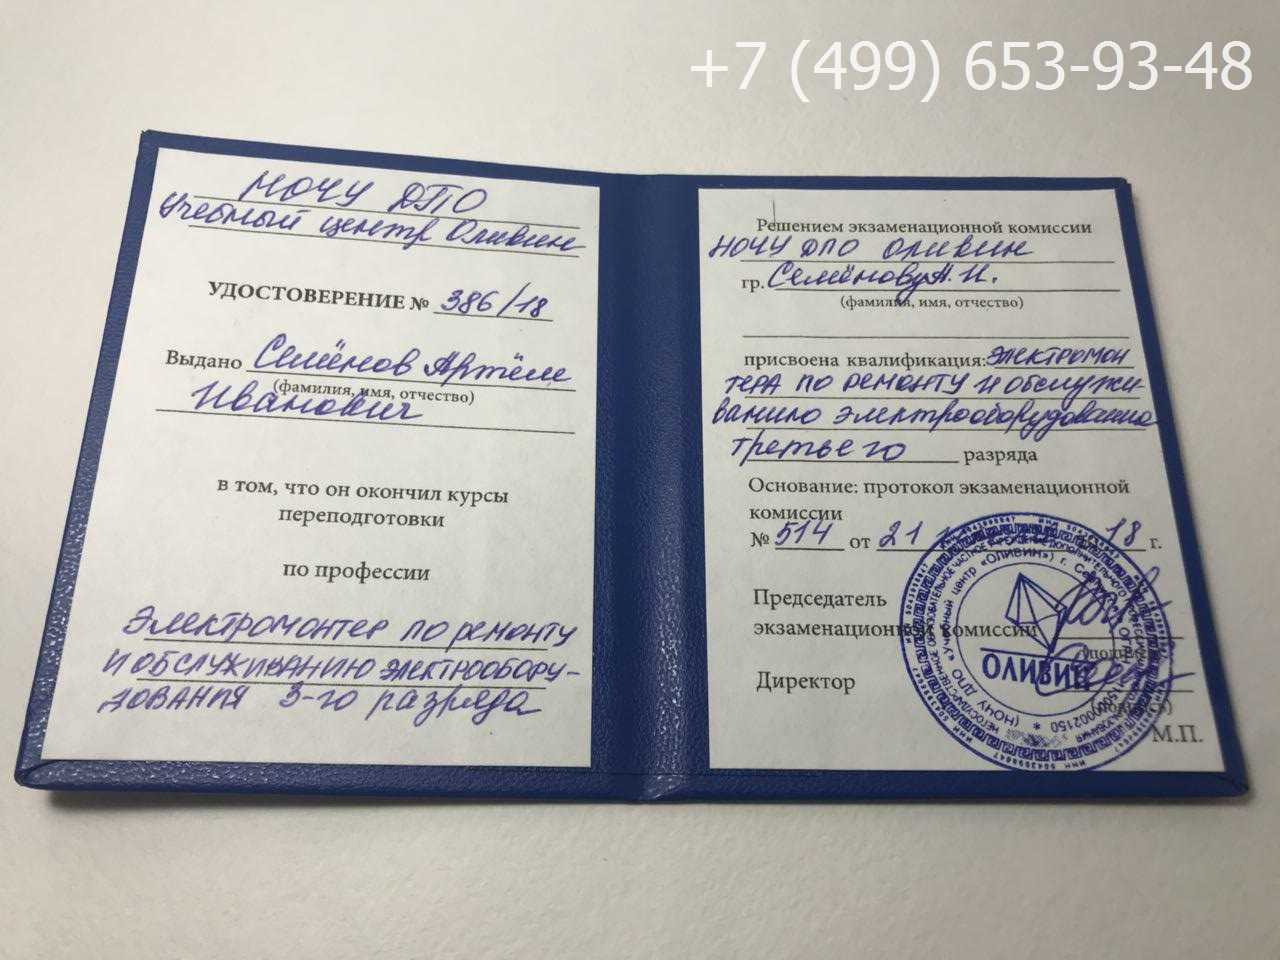 +7 (499) 653-93-48
НОЧУ ДПО
Учебный центр Оливин
УДОСТОВЕРЕНИЕ № 386/18
Выдано Семёнов Артём
(фамилия, имя, отчество)
Иванович
в том, что он окончил курсы
переподготовки
по профессии
Электромонтер по ремонту
и обслуживанию электрообору-
дования 3-го разряда
Решением экзаменационной комиссии
НОЧУ ДПО Оливин
гр. Семёнову А.И.
(фамилия, имя, отчество)
присвоена квалификация: электромон
тера по ремонту и обслужи
ванию электрооборудования
третьего разряда
Основание: протокол экзаменационной
комиссии
№ 514 от 21 18 г.
Председатель
экзаменационной комиссии
(подпись)
Директор
(подпись)
М.П.
ОЛИВИН